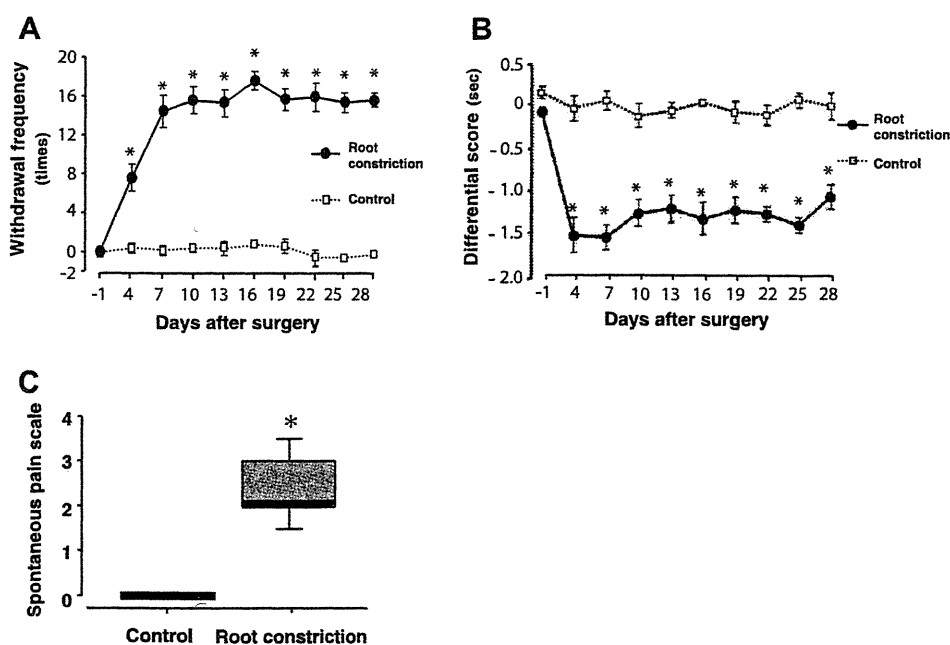 A
Withdrawal frequency
(times)
20
16
12
8
4
0
-2
* * * * * * * * *
Root
constriction
Control
-1 4 7 10 13 16 19 22 25 28
Days after surgery
B
Differential score (sec)
0.5
0
- 0.5
- 1.0
- 1.5
- 2.0
* * * * * * * * *
Root
constriction
Control
-1 4 7 10 13 16 19 22 25 28
Days after surgery
C
Spontaneous pain scale
4
3
2
1
0
*
Control Root constriction